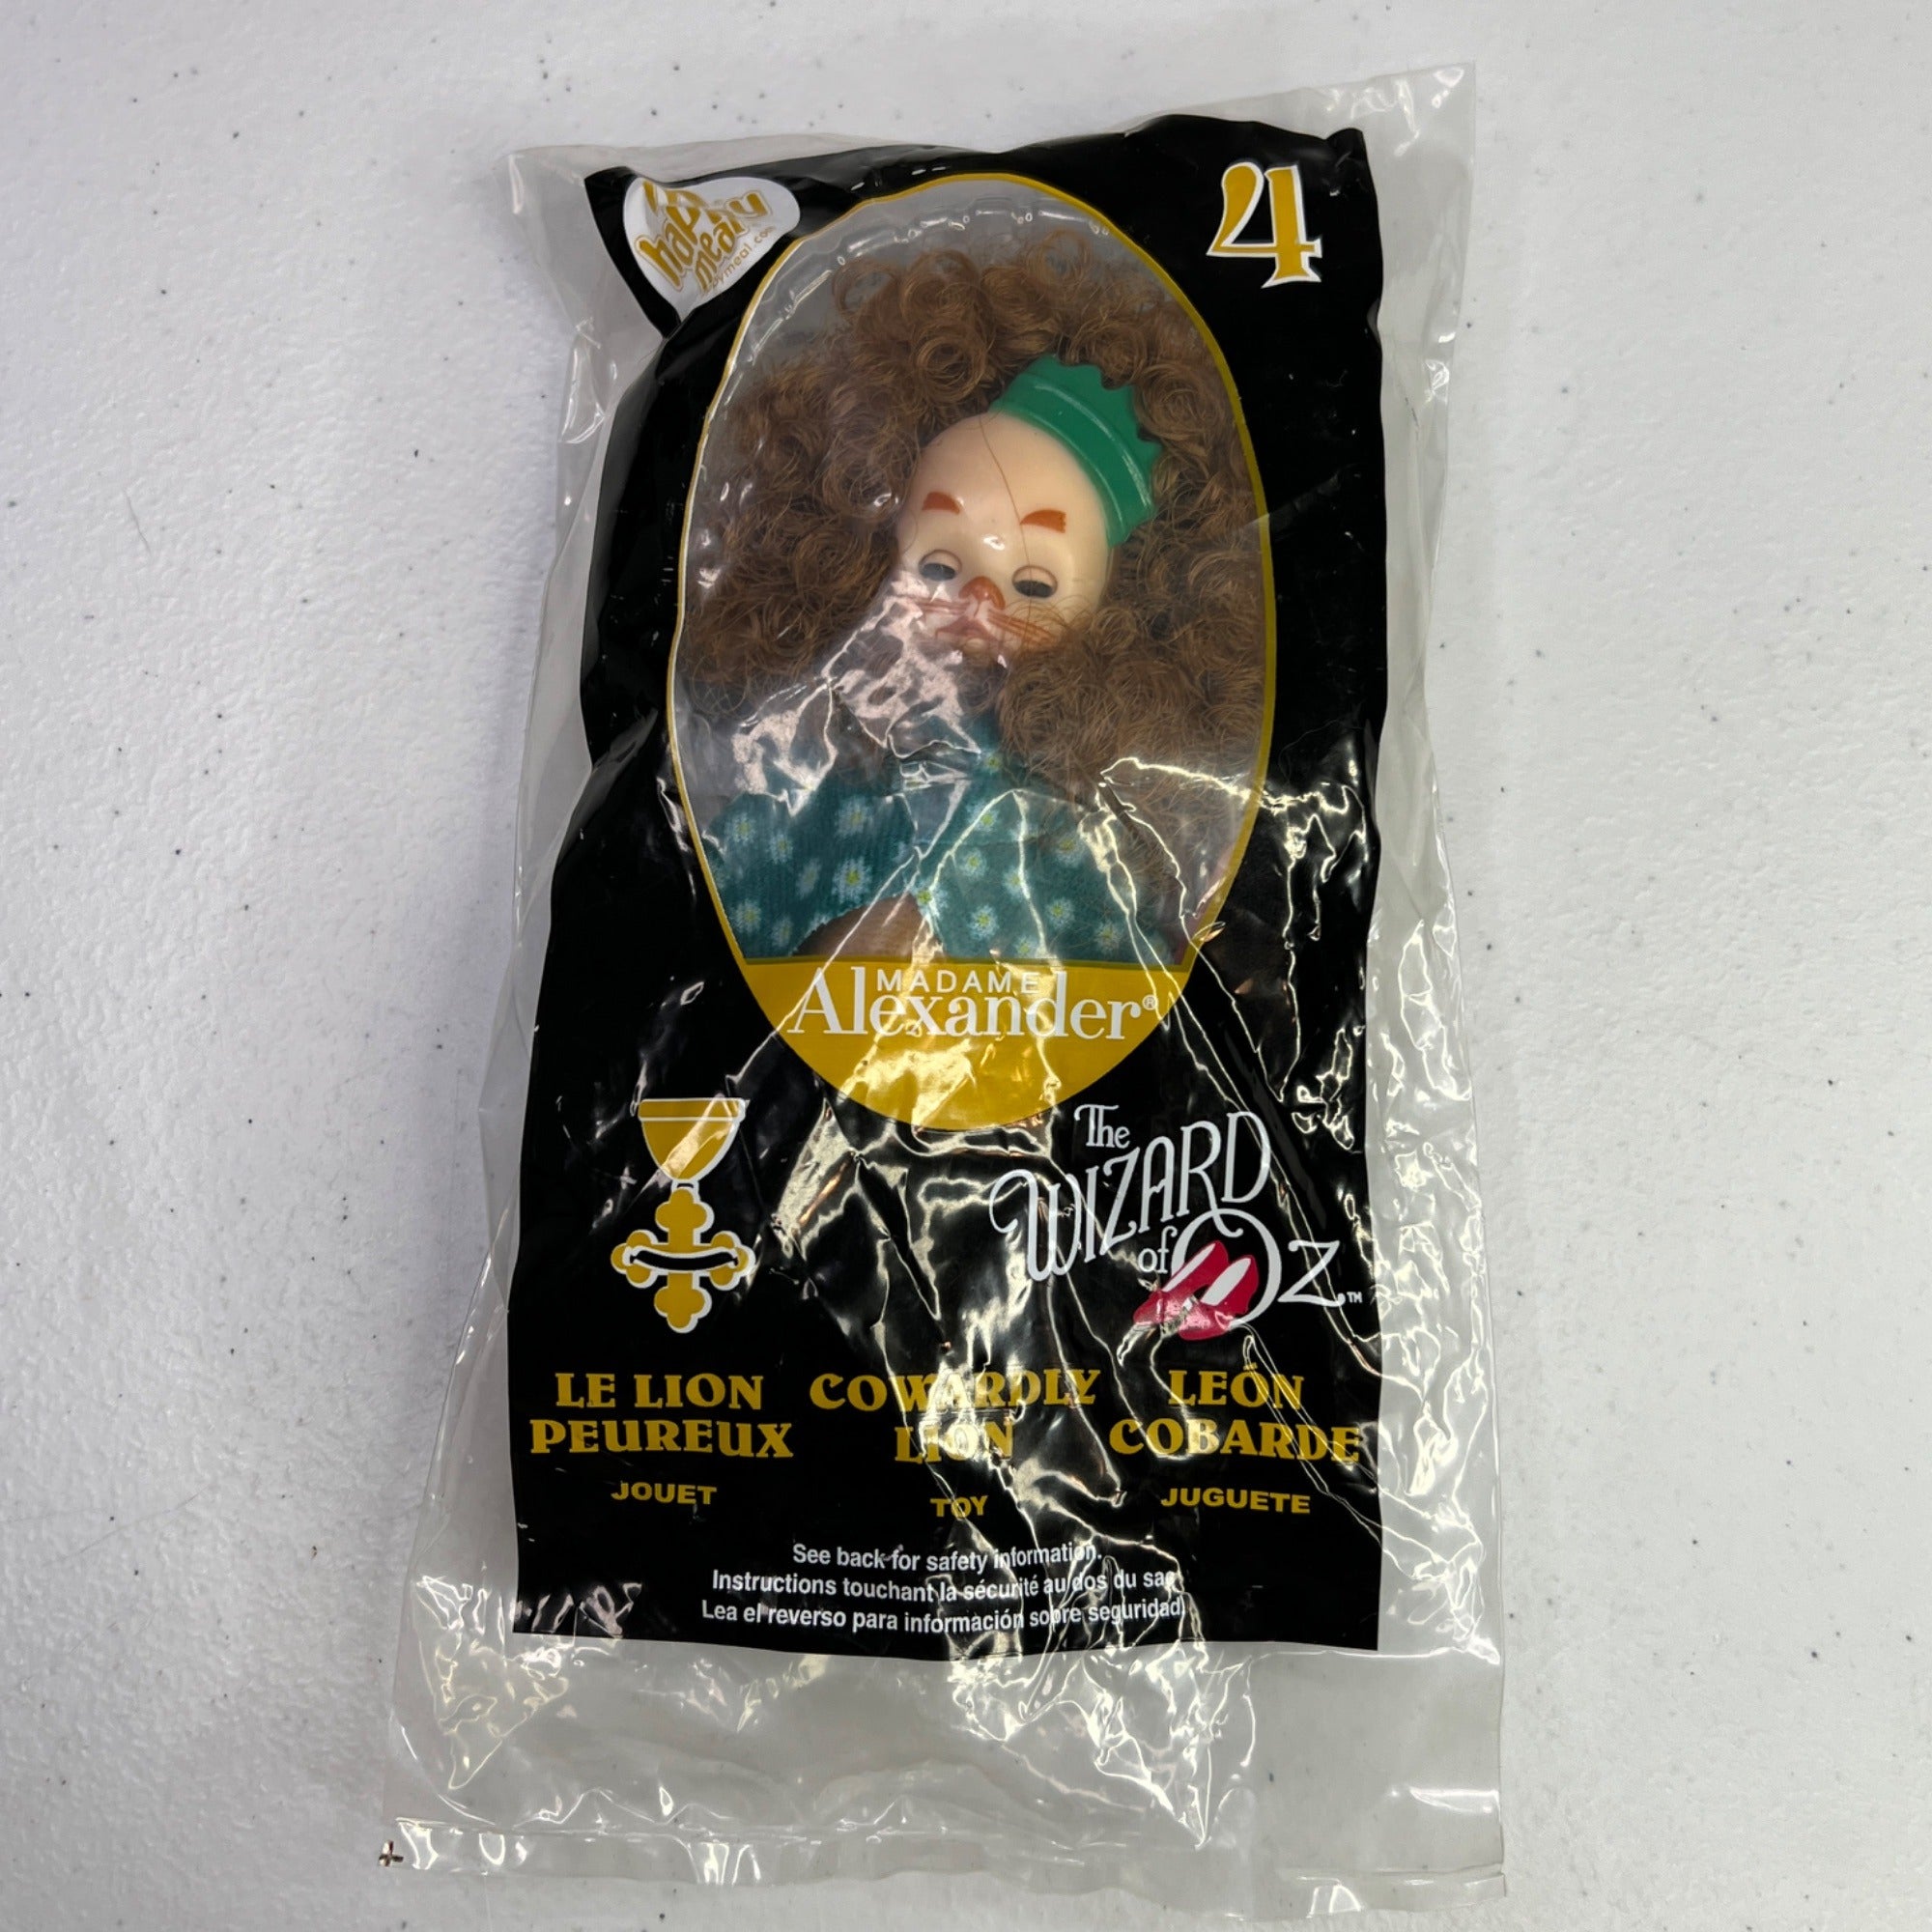 happy
meal
4
MADAME
Alexander®
The
WIZARD
of OZ™
LE LION
PEUREUX
JOUET
COWARDLY
LION
TOY
LEÓN
COBARDE
JUGUETE
See back for safety information.
Instructions touchant la sécurité au dos du sac
Lea el reverso para información sobre seguridad.